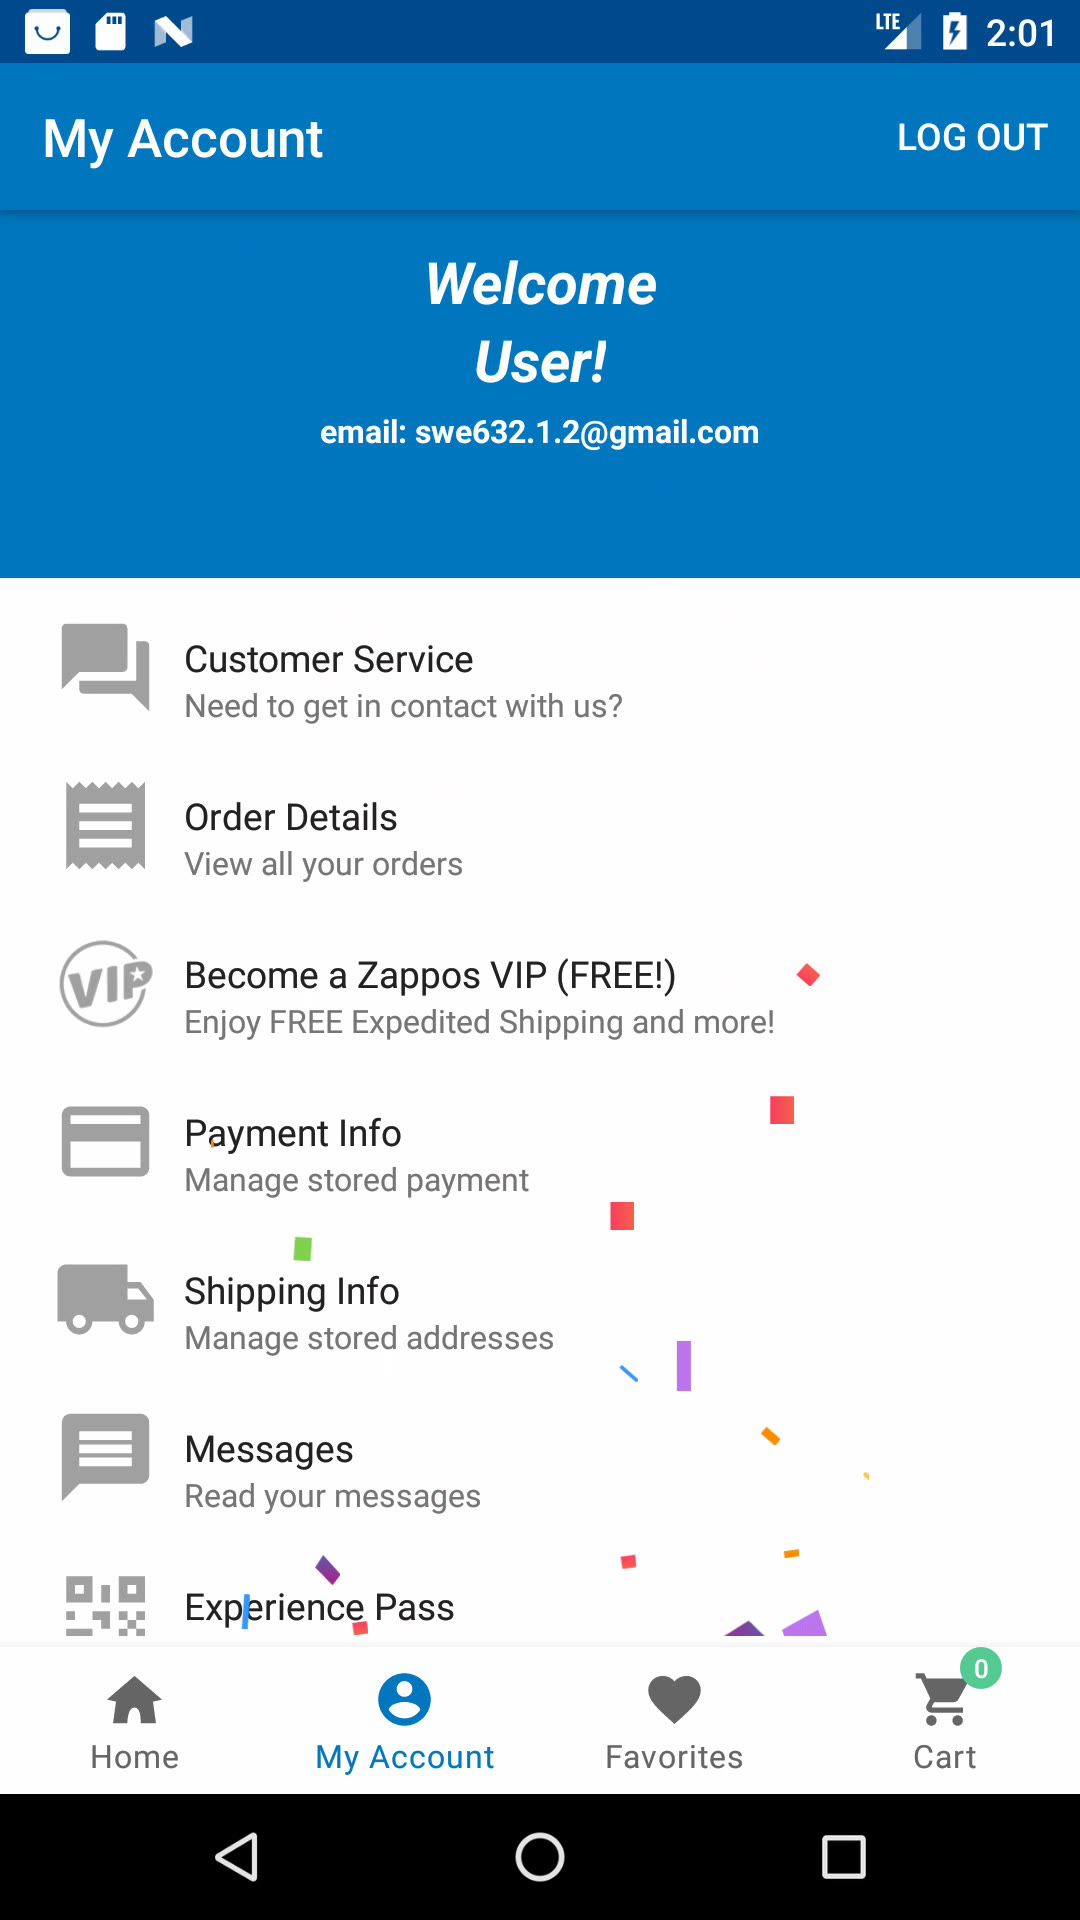 LTE 2:01
My Account LOG OUT
Welcome
User!
email: swe632.1.2@gmail.com
Customer Service
Need to get in contact with us?
Order Details
View all your orders
VIP
Become a Zappos VIP (FREE!)
Enjoy FREE Expedited Shipping and more!
Payment Info
Manage stored payment
Shipping Info
Manage stored addresses
Messages
Read your messages
Experience Pass
0
Home My Account Favorites Cart